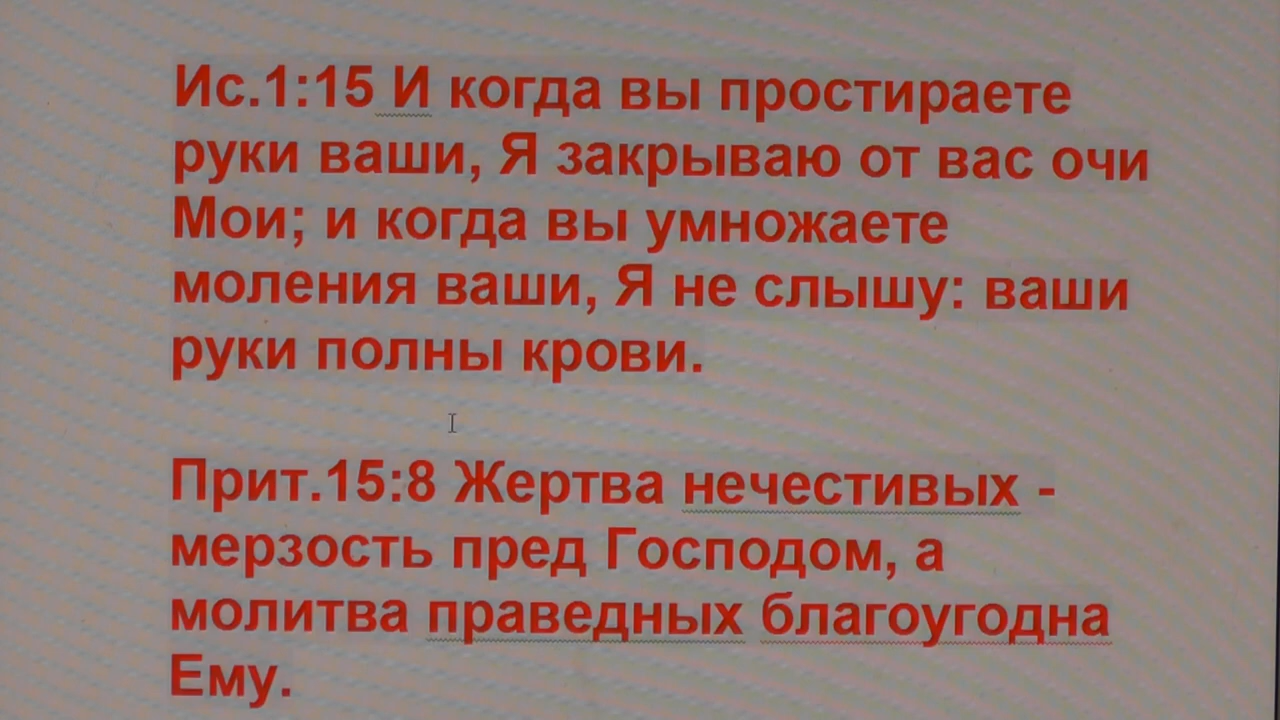 Ис.1:15 И когда вы простираете
руки ваши, Я закрываю от вас очи
Мои; и когда вы умножаете
моления ваши, Я не слышу: ваши
руки полны крови.
Прит.15:8 Жертва нечестивых -
мерзость пред Господом, а
молитва праведных благоугодна
Ему.